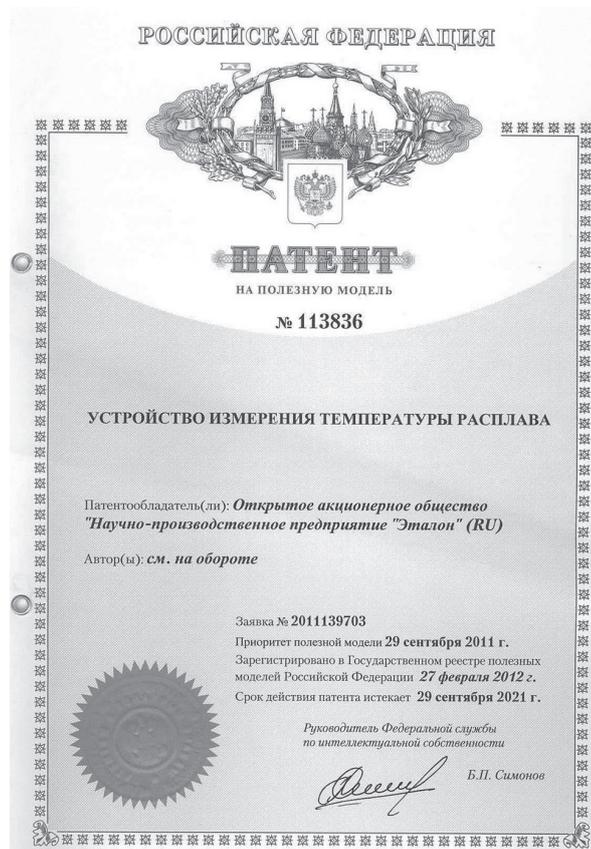 РОССИЙСКАЯ ФЕДЕРАЦИЯ
ПАТЕНТ
НА ПОЛЕЗНУЮ МОДЕЛЬ
№ 113836
УСТРОЙСТВО ИЗМЕРЕНИЯ ТЕМПЕРАТУРЫ РАСПЛАВА
Патентообладатель(ли): Открытое акционерное общество
"Научно-производственное предприятие "Эталон" (RU)
Автор(ы): см. на обороте
Заявка № 2011139703
Приоритет полезной модели 29 сентября 2011 г.
Зарегистрировано в Государственном реестре полезных
моделей Российской Федерации 27 февраля 2012 г.
Срок действия патента истекает 29 сентября 2021 г.
Руководитель Федеральной службы
по интеллектуальной собственности
Б.П. Симонов